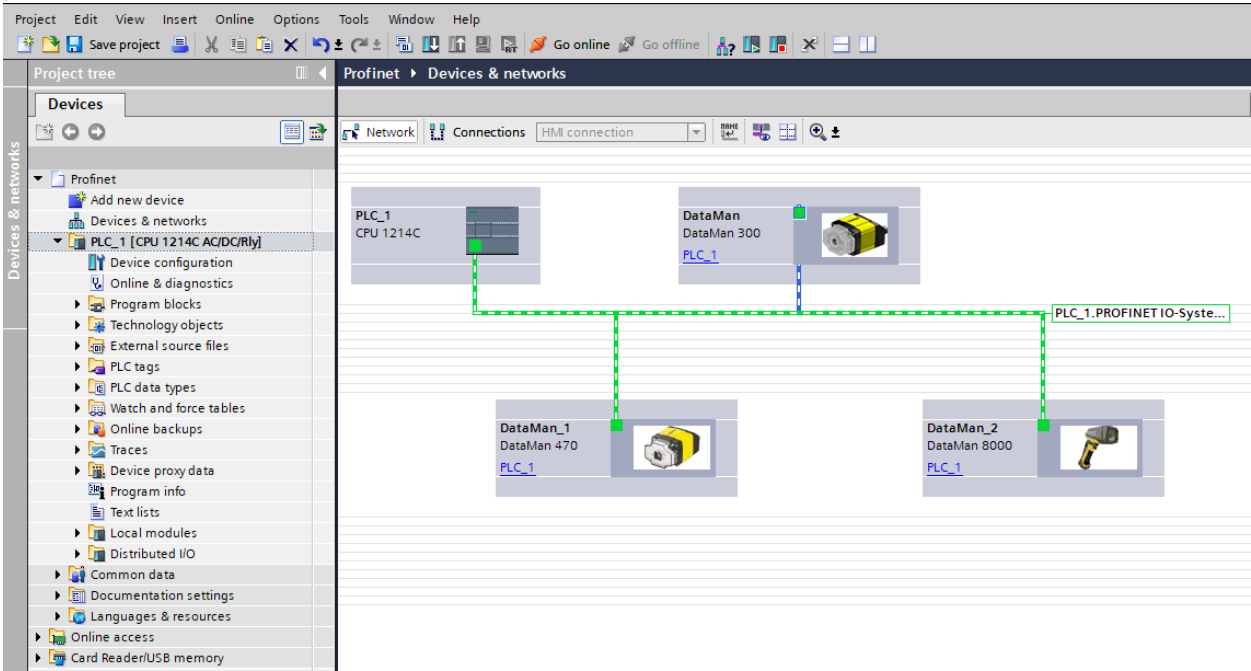 Project Edit View Insert Online Options Tools Window Help
Save project Go online Go offline
Project tree
Profinet Devices & networks
Devices
Devices & networks
Network Connections HMI connection
Profinet
Add new device
Devices & networks
PLC_1 [CPU 1214C AC/DC/Rly]
Device configuration
Online & diagnostics
Program blocks
Technology objects
External source files
PLC tags
PLC data types
Watch and force tables
Online backups
Traces
Device proxy data
Program info
Text lists
Local modules
Distributed I/O
Common data
Documentation settings
Languages & resources
Online access
Card Reader/USB memory
PLC_1
CPU 1214C
DataMan
DataMan 300
PLC_1
PLC_1.PROFINET IO-Syste...
DataMan_1
DataMan 470
PLC_1
DataMan_2
DataMan 8000
PLC_1